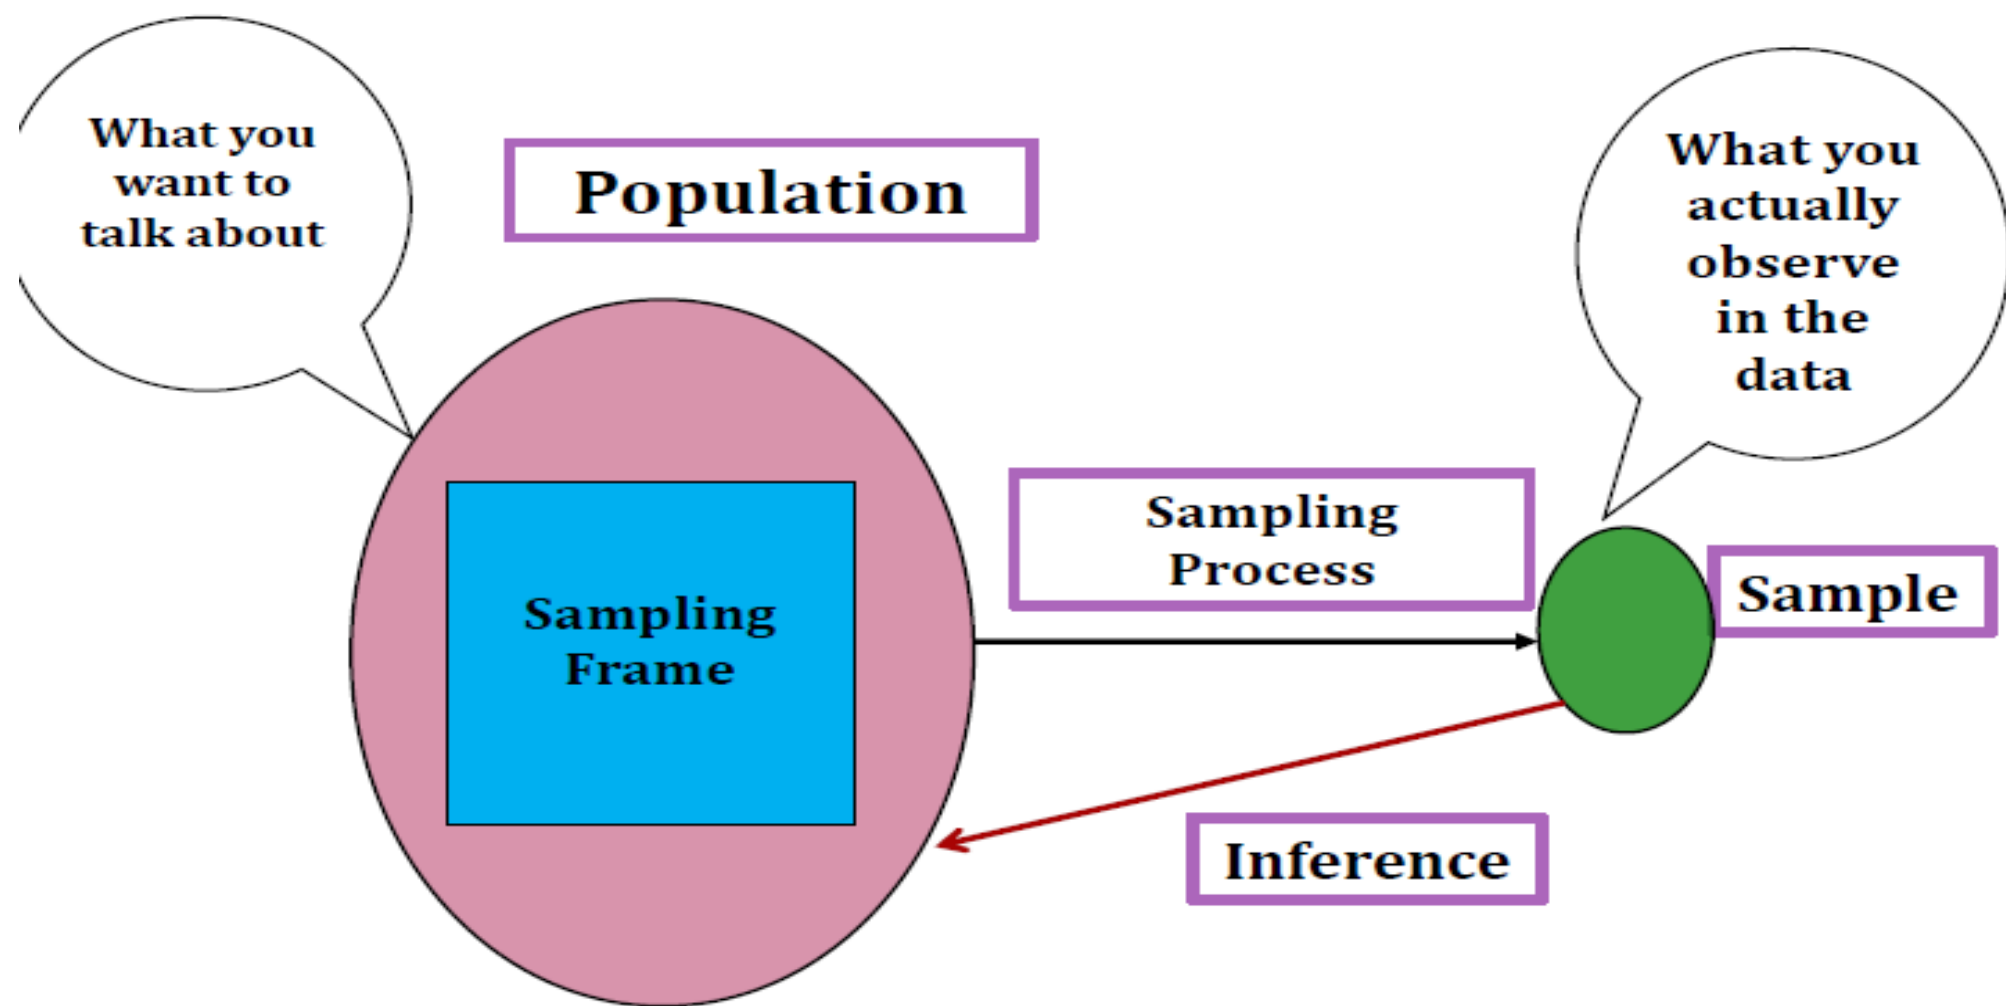 What you
want to
talk about
Population
What you
actually
observe
in the
data
Sampling
Process
Sampling
Frame
Sample
Inference